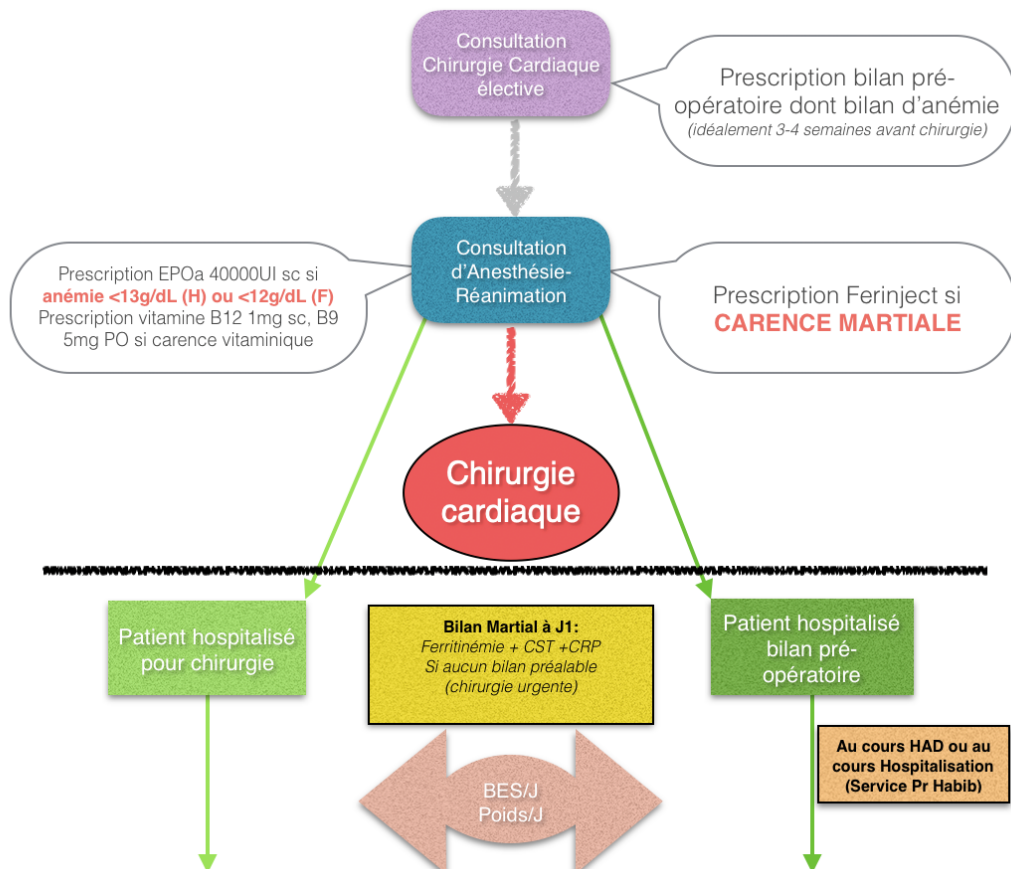 Consultation
Chirurgie Cardiaque
élective
Prescription bilan pré-
opératoire dont bilan d'anémie
(idéalement 3-4 semaines avant chirurgie)
Consultation
d'Anesthésie-
Réanimation
Prescription EPOa 40000UI sc si
anémie <13g/dL (H) ou <12g/dL (F)
Prescription vitamine B12 1mg sc, B9
5mg PO si carence vitaminique
Prescription Ferinject si
CARENCE MARTIALE
Chirurgie
cardiaque
Patient hospitalisé
pour chirurgie
Bilan Martial à J1:
Ferritinémie + CST +CRP
Si aucun bilan préalable
(chirurgie urgente)
Patient hospitalisé
bilan pré-
opératoire
Au cours HAD ou au
cours Hospitalisation
(Service Pr Habib)
BES/J
Poids/J